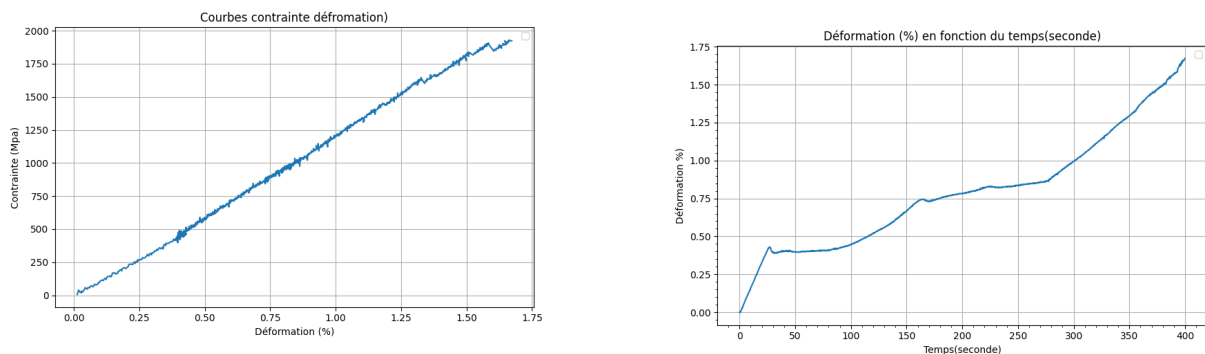 Courbes contrainte défromation)
2000
1750
1500
1250
1000
750
500
250
0
Contrainte (Mpa)
0.00 0.25 0.50 0.75 1.00 1.25 1.50 1.75
Déformation (%)
Déformation (%) en fonction du temps(seconde)
1.75
1.50
1.25
1.00
0.75
0.50
0.25
0.00
Déformation %)
0 50 100 150 200 250 300 350 400
Temps(seconde)